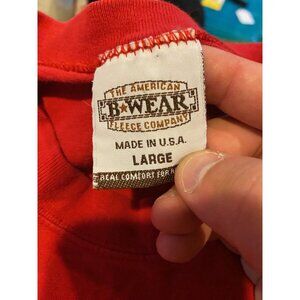 THE AMERICAN
B★WEAR
FLEECE COMPANY
MADE IN U.S.A.
LARGE
REAL COMFORT FOR